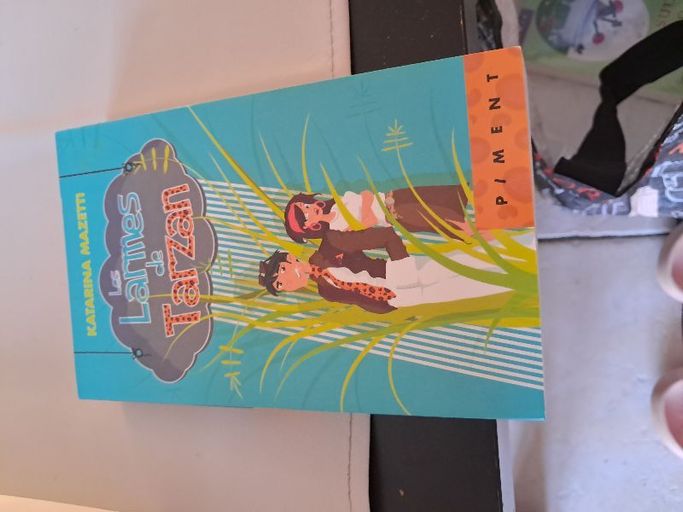 KATARINA MAZETTI
Les
Larmes
de
Tarzan
PIMENT